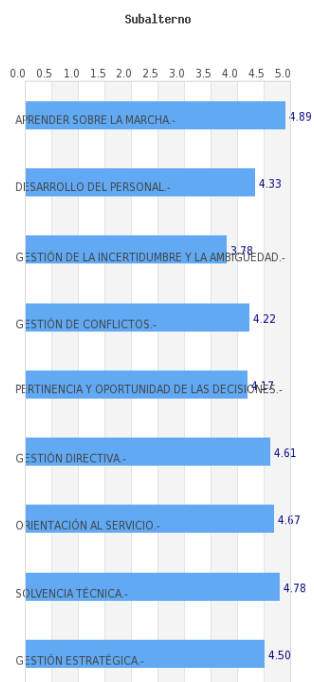 Subalterno
0.0 0.5 1.0 1.5 2.0 2.5 3.0 3.5 4.0 4.5 5.0
APRENDER SOBRE LA MARCHA.- 4.89
DESARROLLO DEL PERSONAL.- 4.33
GESTIÓN DE LA INCERTIDUMBRE Y LA AMBIGUEDAD.- 3.78
GESTIÓN DE CONFLICTOS.- 4.22
PERTINENCIA Y OPORTUNIDAD DE LAS DECISIONES.- 4.17
GESTIÓN DIRECTIVA.- 4.61
ORIENTACIÓN AL SERVICIO.- 4.67
SOLVENCIA TÉCNICA.- 4.78
GESTIÓN ESTRATÉGICA.- 4.50